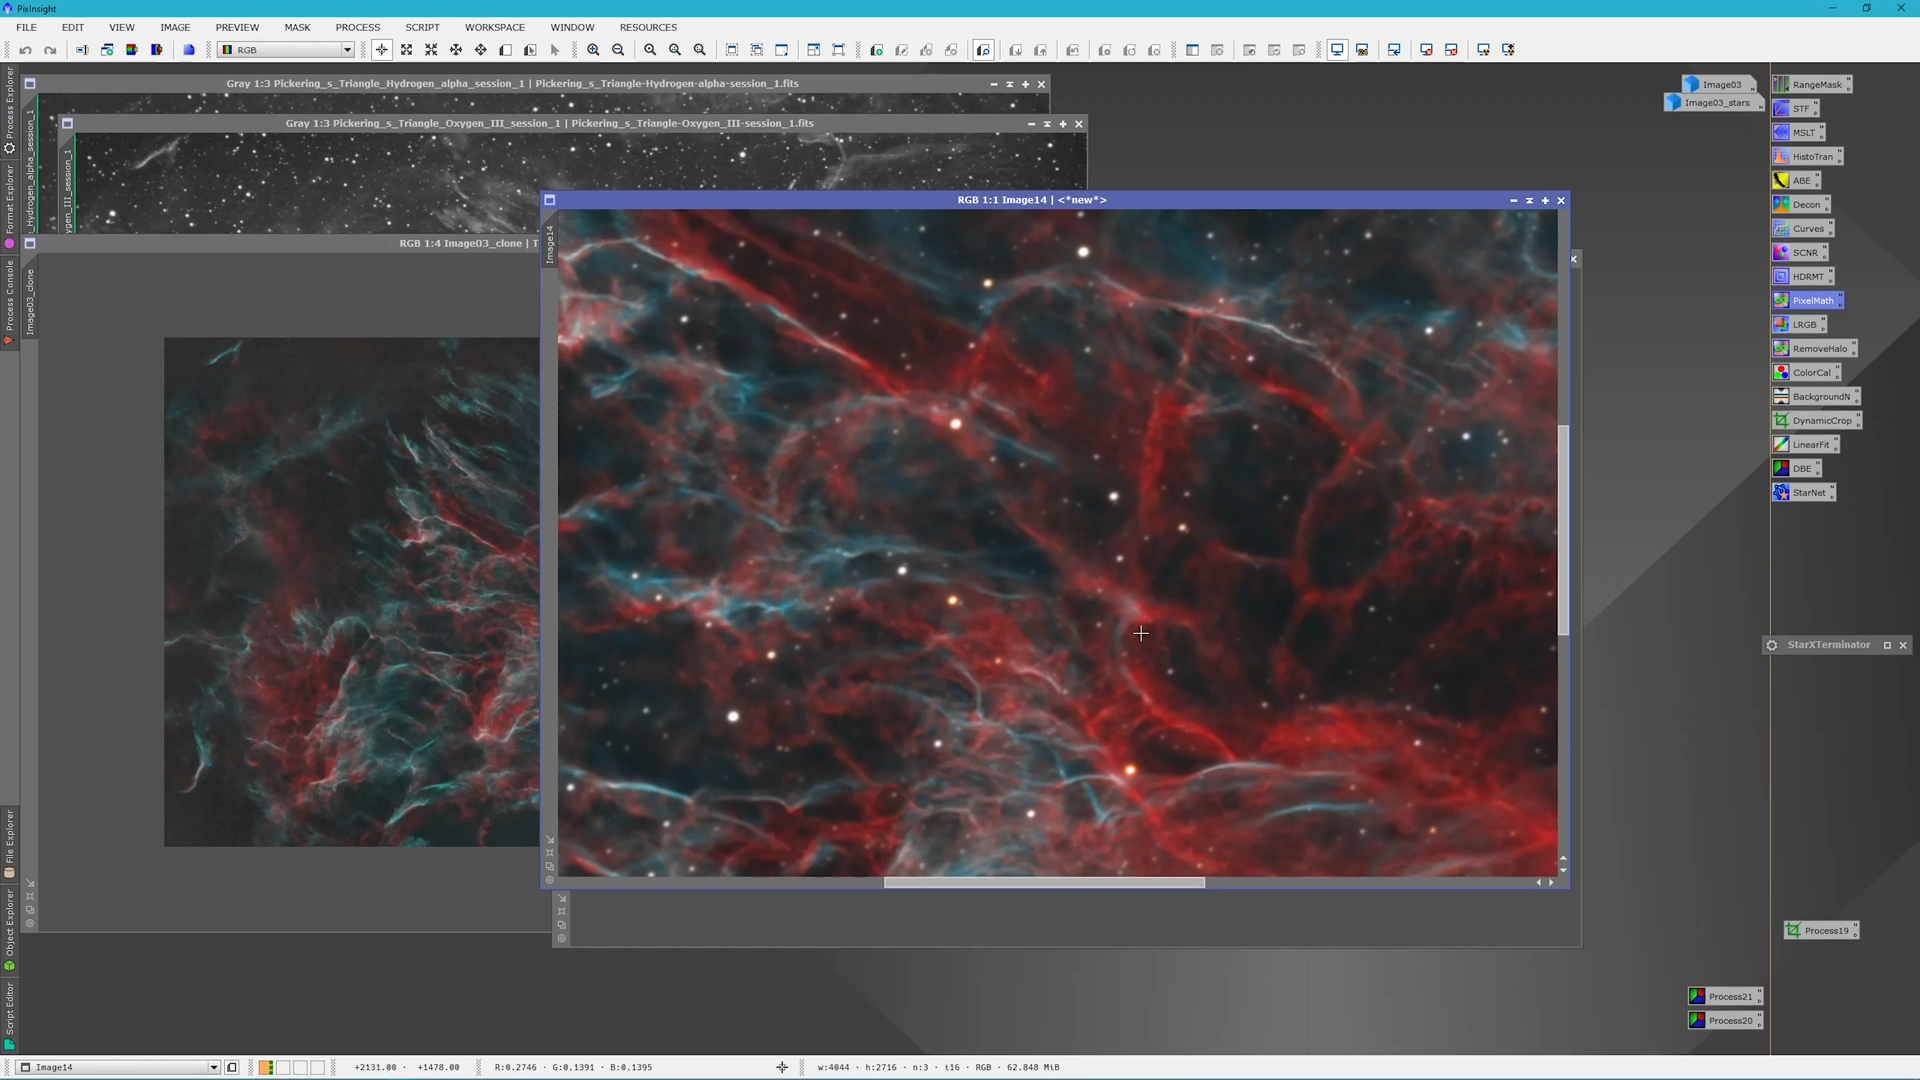 PixInsight
FILE EDIT VIEW IMAGE PREVIEW MASK PROCESS SCRIPT WORKSPACE WINDOW RESOURCES
RGB
Gray 1:3 Pickering_s_Triangle_Hydrogen_alpha_session_1 | Pickering_s_Triangle-Hydrogen-alpha-session_1.fits
Gray 1:3 Pickering_s_Triangle_Oxygen_III_session_1 | Pickering_s_Triangle-Oxygen_III-session_1.fits
RGB 1:1 Image14 | <*new*>
RGB 1:4 Image03_clone | T
Process Explorer
Format Explorer
Process Console
File Explorer
Object Explorer
Script Editor
_Hydrogen_alpha_session_1
ygen_III_session_1
Image03_clone
Image14
Image03
Image03_stars
RangeMask
STF
MSLT
HistoTran
ABE
Decon
Curves
SCNR
HDRMT
PixelMath
LRGB
RemoveHalo
ColorCal
BackgroundN
DynamicCrop
LinearFit
DBE
StarNet
StarXTerminator
Process19
Process21
Process20
Image14
+2131.00 · +1478.00
R:0.2746 · G:0.1391 · B:0.1395
w:4044 · h:2716 · n:3 · i16 · RGB · 62.848 MiB